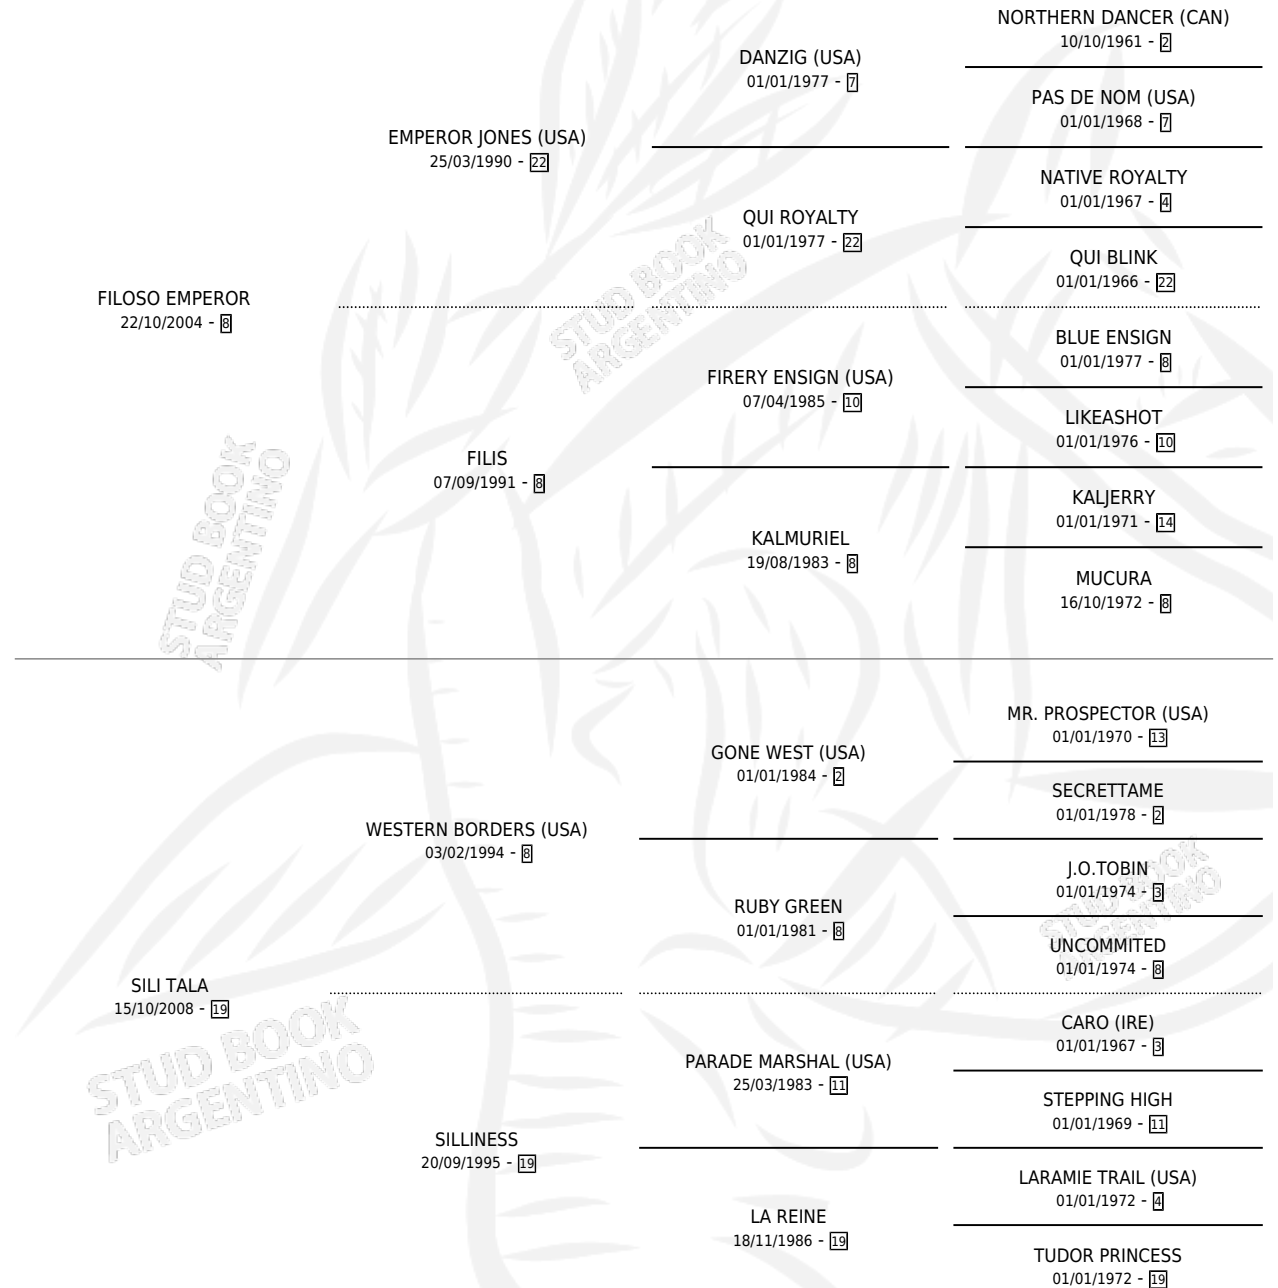 NORTHERN DANCER (CAN)
10/10/1961 - 2
DANZIG (USA)
01/01/1977 - 7
PAS DE NOM (USA)
01/01/1968 - 7
EMPEROR JONES (USA)
25/03/1990 - 22
NATIVE ROYALTY
01/01/1967 - 4
QUI ROYALTY
01/01/1977 - 22
QUI BLINK
01/01/1966 - 22
FILOSO EMPEROR
22/10/2004 - 8
BLUE ENSIGN
01/01/1977 - 8
FIRERY ENSIGN (USA)
07/04/1985 - 10
LIKEASHOT
01/01/1976 - 10
FILIS
07/09/1991 - 8
KALJERRY
01/01/1971 - 14
KALMURIEL
19/08/1983 - 8
MUCURA
16/10/1972 - 8
MR. PROSPECTOR (USA)
01/01/1970 - 13
GONE WEST (USA)
01/01/1984 - 2
SECRETTAME
01/01/1978 - 2
WESTERN BORDERS (USA)
03/02/1994 - 8
J.O.TOBIN
01/01/1974 - 3
RUBY GREEN
01/01/1981 - 8
UNCOMMITED
01/01/1974 - 8
SILI TALA
15/10/2008 - 19
CARO (IRE)
01/01/1967 - 3
PARADE MARSHAL (USA)
25/03/1983 - 11
STEPPING HIGH
01/01/1969 - 11
SILLINESS
20/09/1995 - 19
LARAMIE TRAIL (USA)
01/01/1972 - 4
LA REINE
18/11/1986 - 19
TUDOR PRINCESS
01/01/1972 - 19
STUD BOOK
ARGENTINO
STUD BOOK
ARGENTINO
STUD BOOK
ARGENTINO
STUD BOOK
ARGENTINO